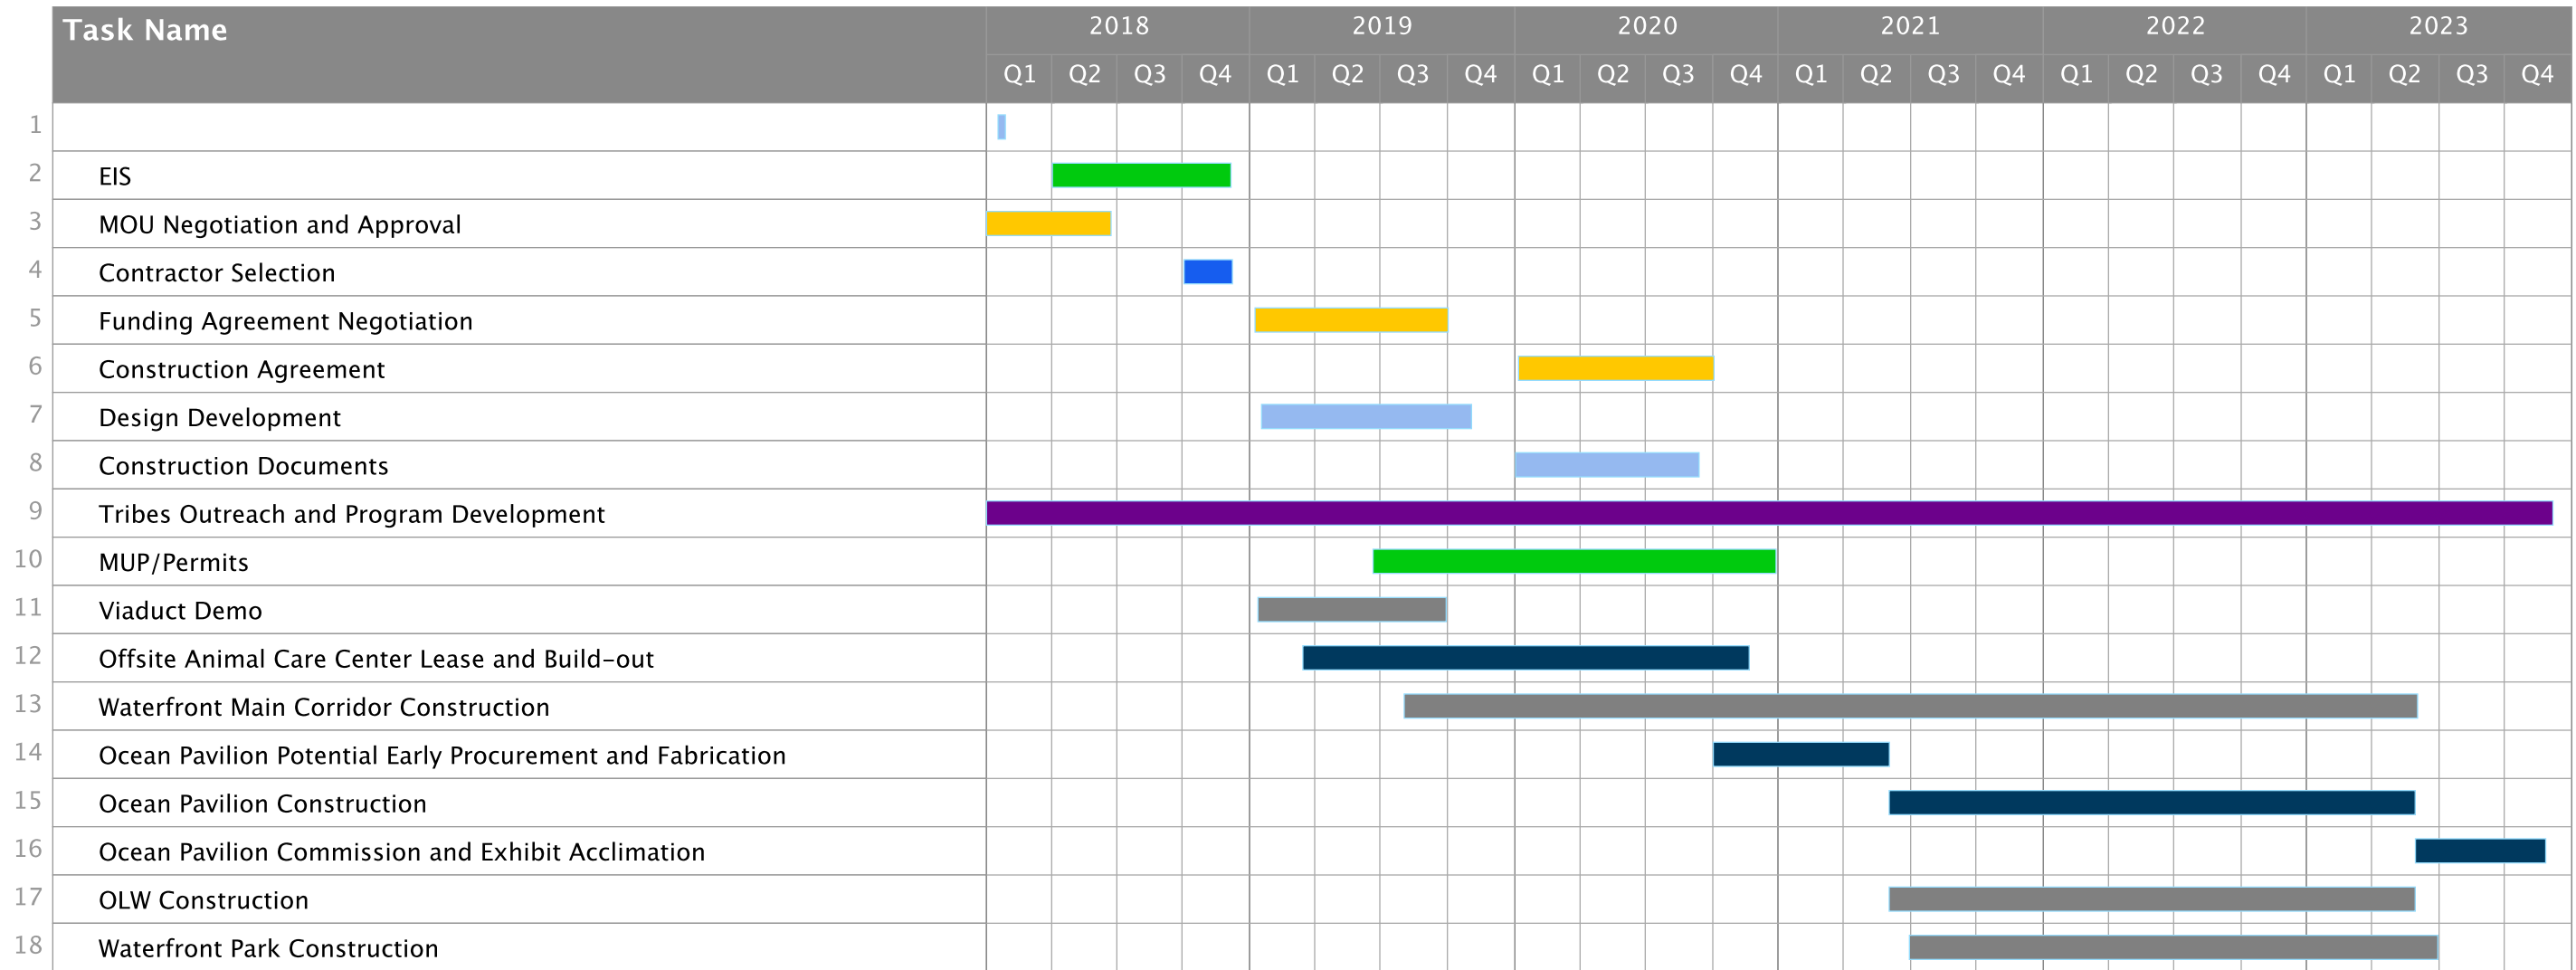 Task Name
2018 2019 2020 2021 2022 2023
Q1 Q2 Q3 Q4 Q1 Q2 Q3 Q4 Q1 Q2 Q3 Q4 Q1 Q2 Q3 Q4 Q1 Q2 Q3 Q4 Q1 Q2 Q3 Q4
1
2 EIS
3 MOU Negotiation and Approval
4 Contractor Selection
5 Funding Agreement Negotiation
6 Construction Agreement
7 Design Development
8 Construction Documents
9 Tribes Outreach and Program Development
10 MUP/Permits
11 Viaduct Demo
12 Offsite Animal Care Center Lease and Build-out
13 Waterfront Main Corridor Construction
14 Ocean Pavilion Potential Early Procurement and Fabrication
15 Ocean Pavilion Construction
16 Ocean Pavilion Commission and Exhibit Acclimation
17 OLW Construction
18 Waterfront Park Construction